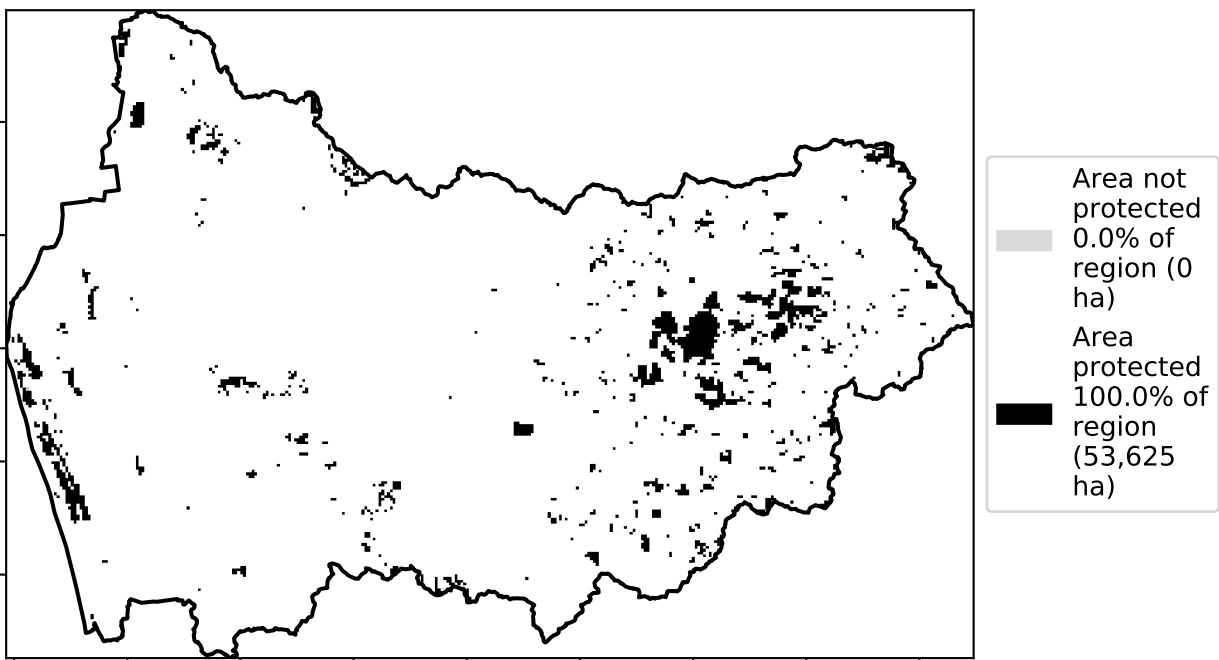 Area not
protected
0.0% of
region (0
ha)
Area
protected
100.0% of
region
(53,625
ha)